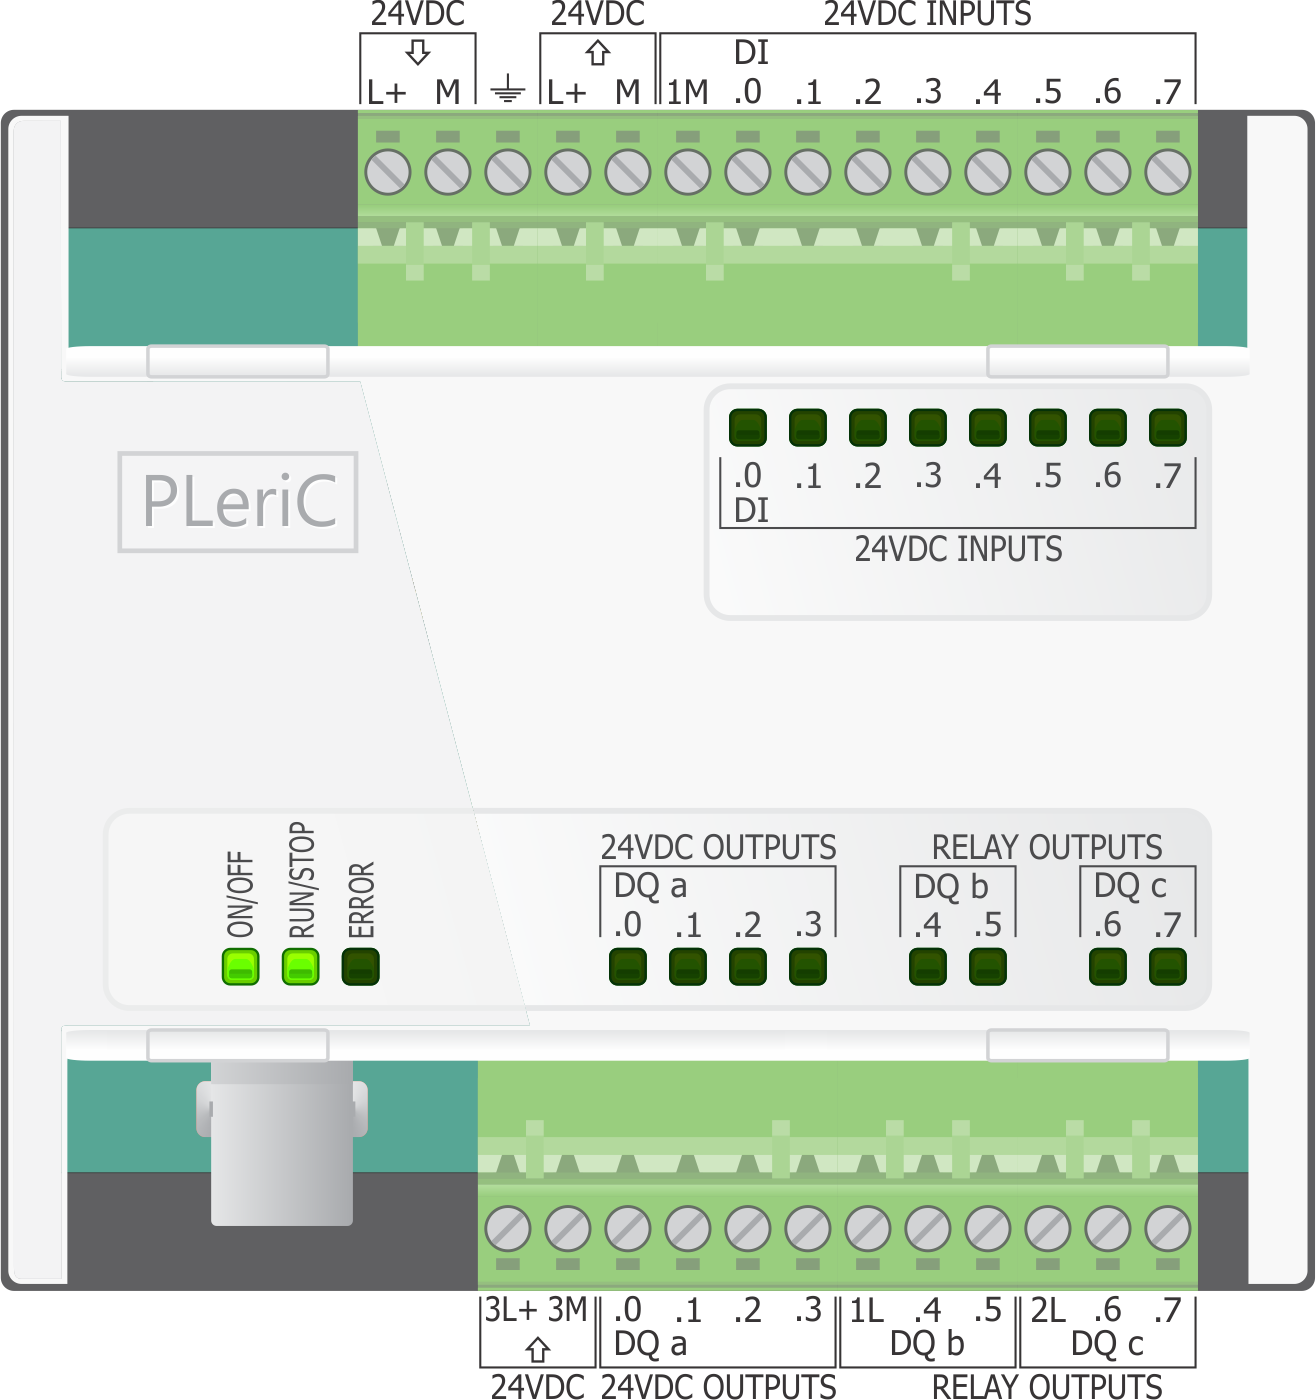 24VDC 24VDC 24VDC INPUTS
DI
L+ M L+ M 1M .0 .1 .2 .3 .4 .5 .6 .7
PLeriC
.0 .1 .2 .3 .4 .5 .6 .7
DI
24VDC INPUTS
ON/OFF
RUN/STOP
ERROR
24VDC OUTPUTS RELAY OUTPUTS
DQ a DQ b DQ c
.0 .1 .2 .3 .4 .5 .6 .7
3L+ 3M .0 .1 .2 .3 1L .4 .5 2L .6 .7
DQ a DQ b DQ c
24VDC 24VDC OUTPUTS RELAY OUTPUTS